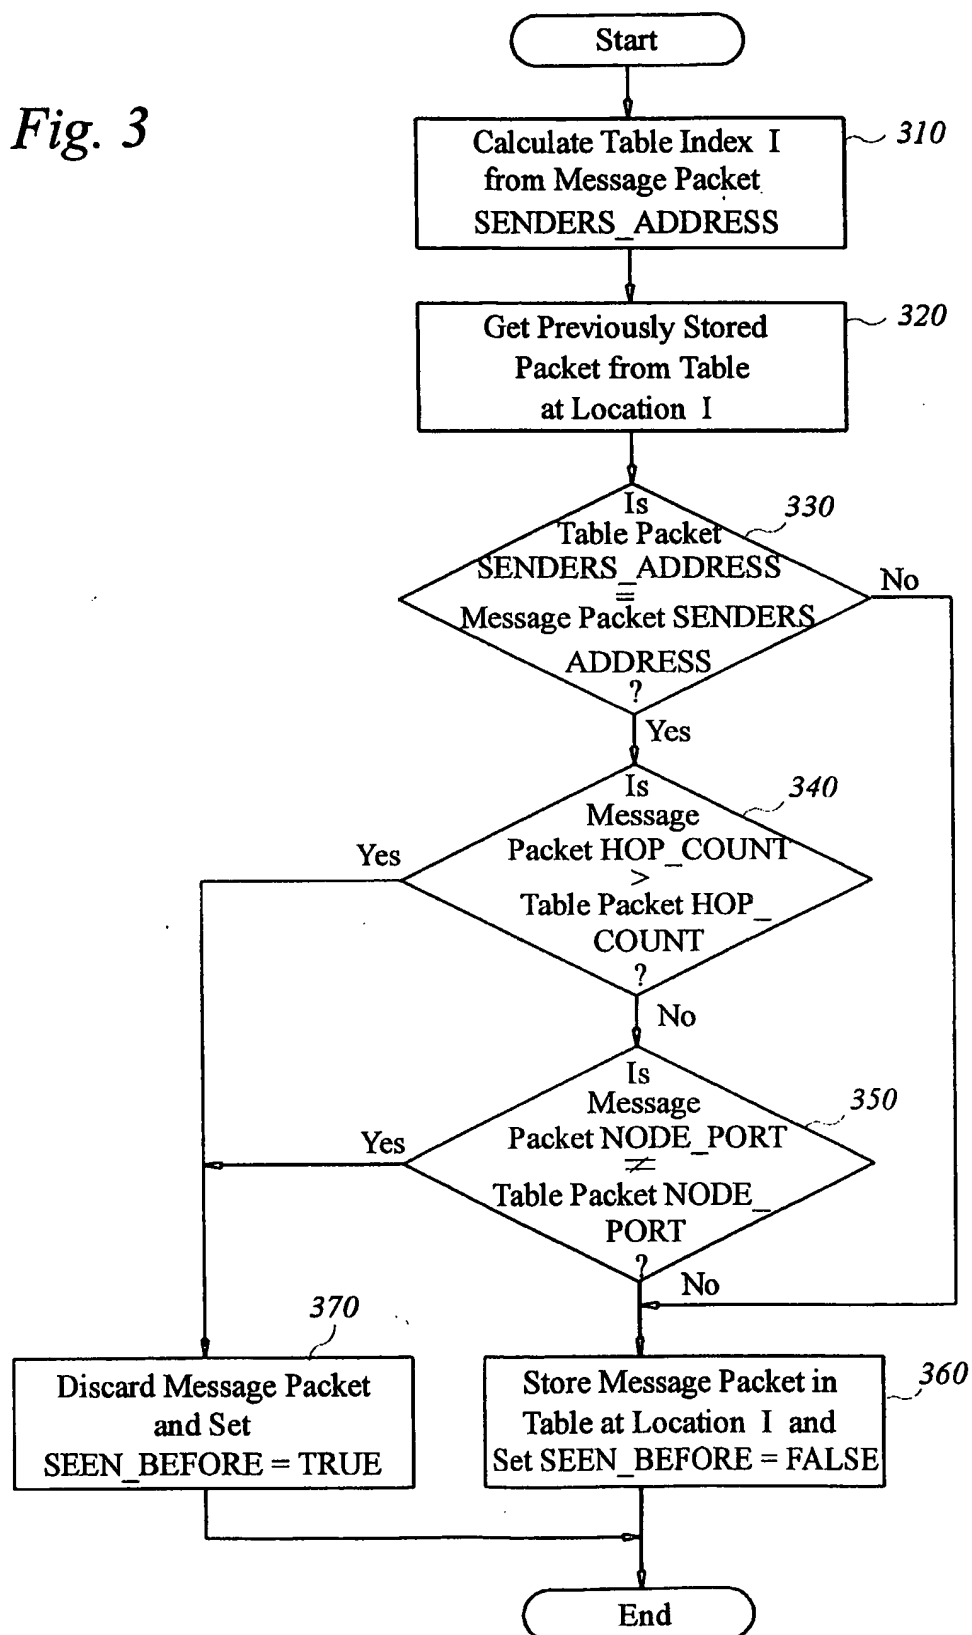 Start
Fig. 3
Calculate Table Index I
from Message Packet
SENDERS_ADDRESS
310
Get Previously Stored
Packet from Table
at Location I
320
Is
Table Packet
SENDERS_ADDRESS
=
Message Packet SENDERS
ADDRESS
?
330
No
Yes
Is
Message
Packet HOP_COUNT
>
Table Packet HOP_
COUNT
?
340
Yes
No
Is
Message
Packet NODE_PORT
≠
Table Packet NODE_
PORT
?
350
Yes
No
370
Discard Message Packet
and Set
SEEN_BEFORE = TRUE
Store Message Packet in
Table at Location I and
Set SEEN_BEFORE = FALSE
360
End